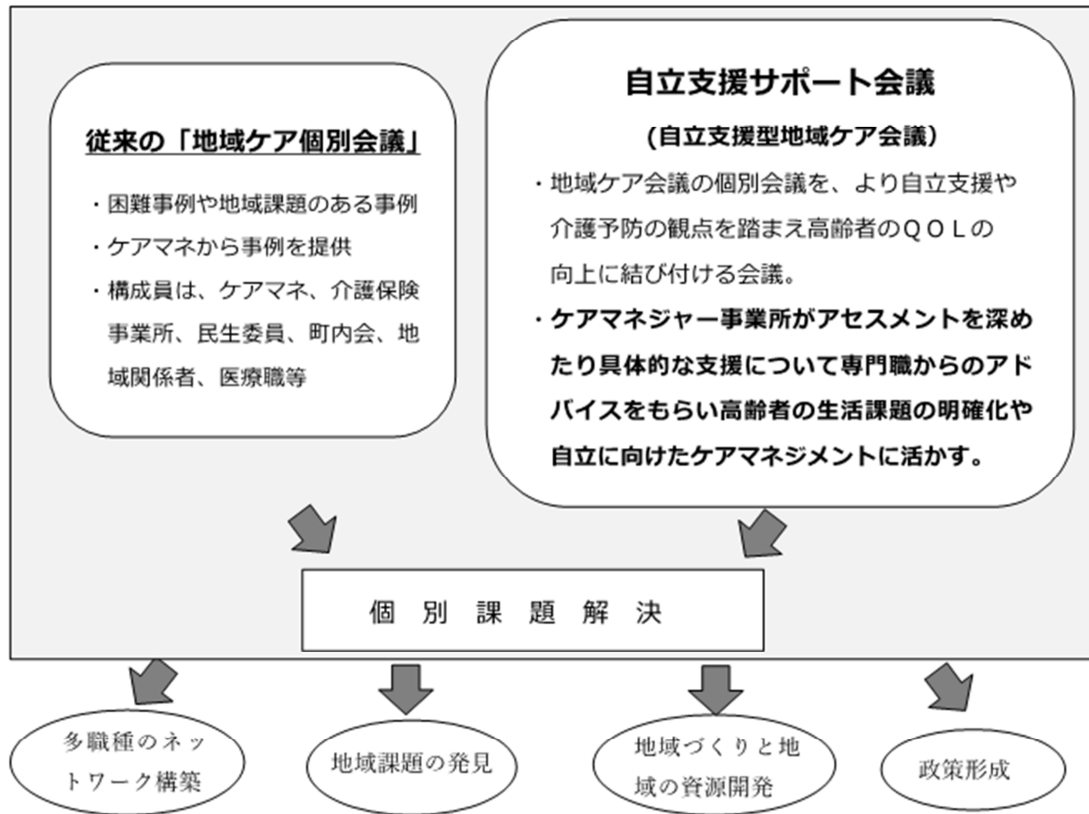 従来の「地域ケア個別会議」
・困難事例や地域課題のある事例
・ケアマネから事例を提供
・構成員は、ケアマネ、介護保険
事業所、民生委員、町内会、地
域関係者、医療職等
自立支援サポート会議
(自立支援型地域ケア会議）
・地域ケア会議の個別会議を、より自立支援や
介護予防の観点を踏まえ高齢者のＱＯＬの
向上に結び付ける会議。
・ケアマネジャー事業所がアセスメントを深め
たり具体的な支援について専門職からのアド
バイスをもらい高齢者の生活課題の明確化や
自立に向けたケアマネジメントに活かす。
個　別　課　題　解　決
多職種のネッ
トワーク構築
地域課題の発見
地域づくりと地
域の資源開発
政策形成